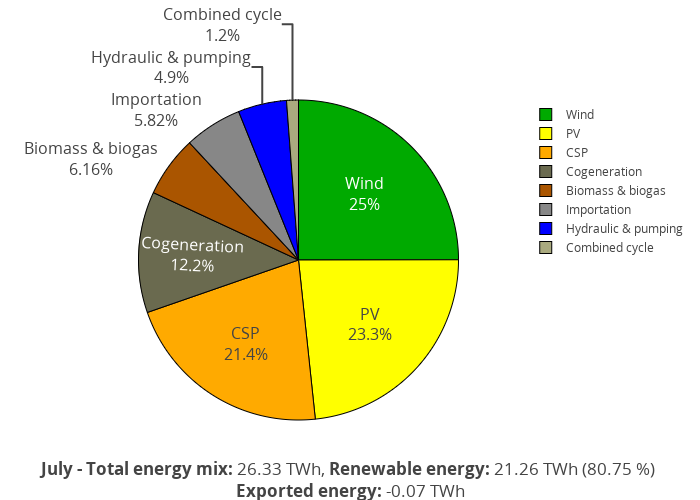 Combined cycle
1.2%
Hydraulic & pumping
4.9%
Importation
5.82%
Biomass & biogas
6.16%
Cogeneration
12.2%
CSP
21.4%
PV
23.3%
Wind
25%
Wind
PV
CSP
Cogeneration
Biomass & biogas
Importation
Hydraulic & pumping
Combined cycle
July - Total energy mix: 26.33 TWh, Renewable energy: 21.26 TWh (80.75 %)
Exported energy: -0.07 TWh